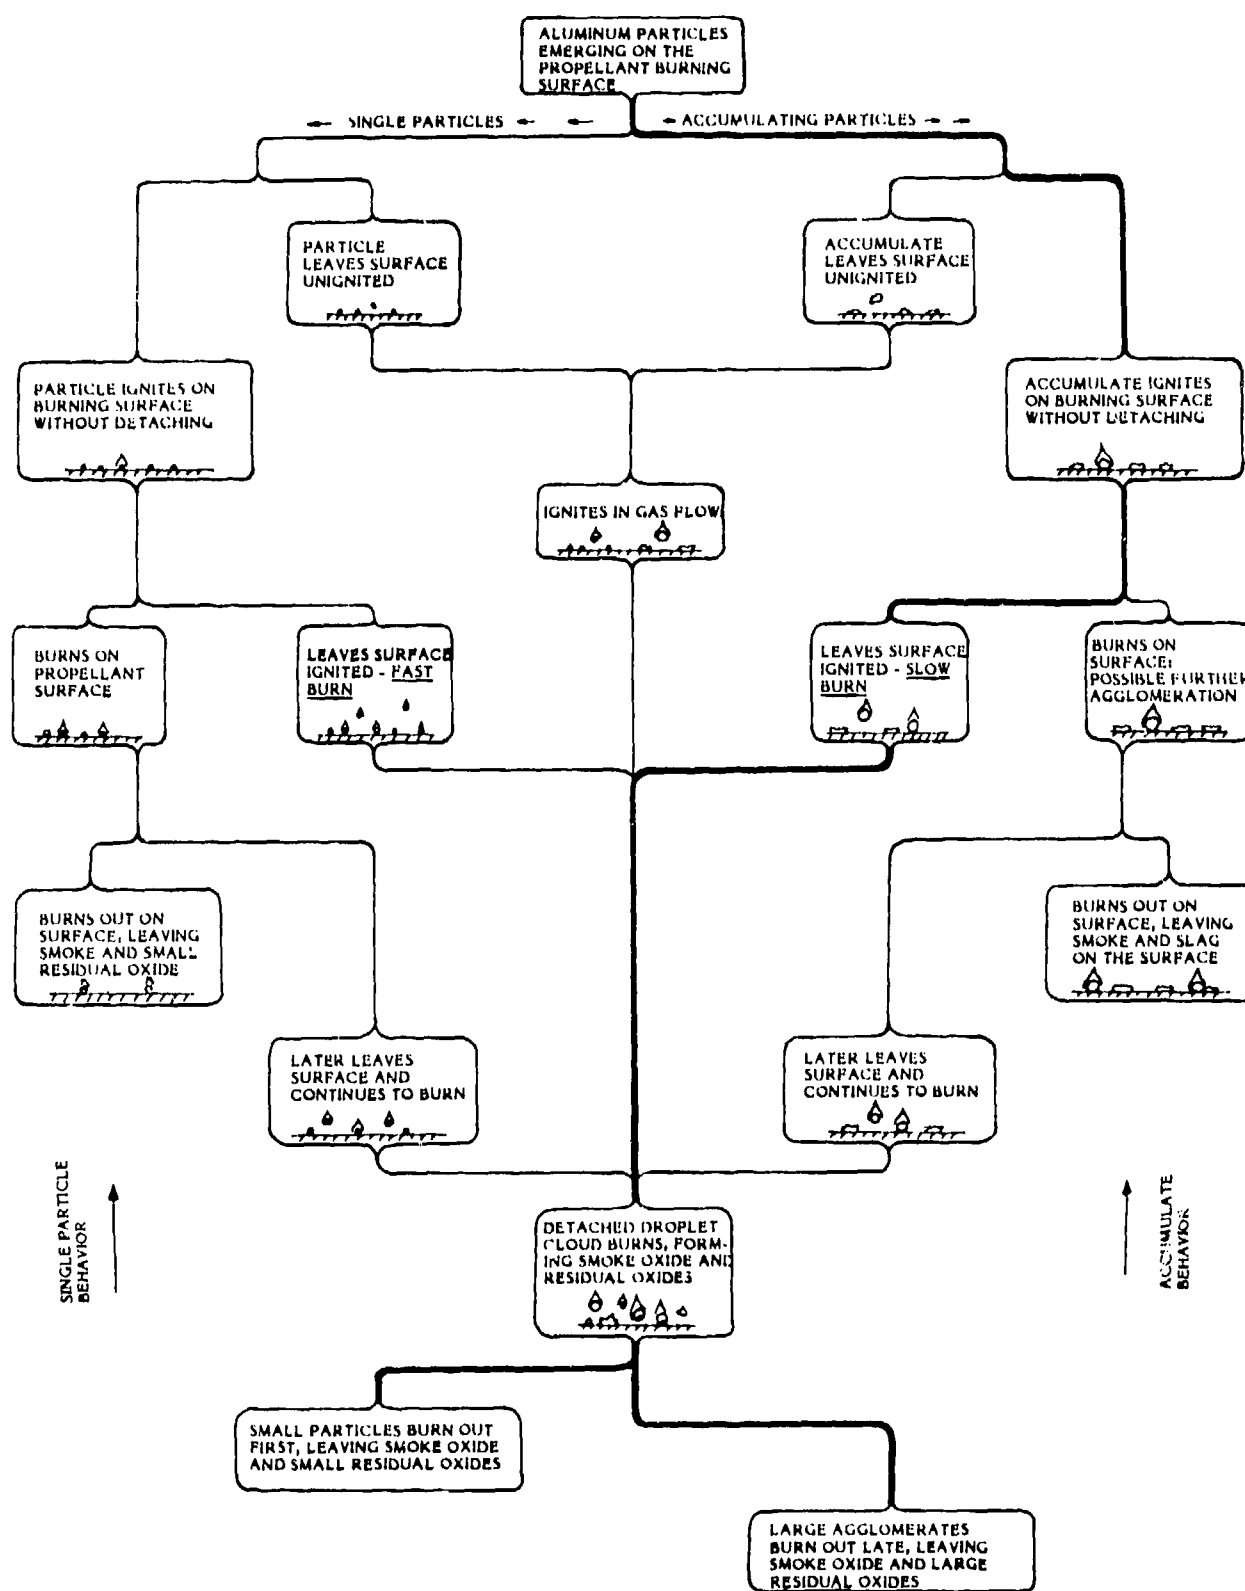 ALUMINUM PARTICLES
EMERGING ON THE
PROPELLANT BURNING
SURFACE
SINGLE PARTICLES
ACCUMULATING PARTICLES
PARTICLE
LEAVES SURFACE
UNIGNITED
ACCUMULATE
LEAVES SURFACE
UNIGNITED
PARTICLE IGNITES ON
BURNING SURFACE
WITHOUT DETACHING
ACCUMULATE IGNITES
ON BURNING SURFACE
WITHOUT DETACHING
IGNITES IN GAS FLOW
BURNS ON
PROPELLANT
SURFACE
LEAVES SURFACE
IGNITED - FAST
BURN
LEAVES SURFACE
IGNITED - SLOW
BURN
BURNS ON
SURFACE;
POSSIBLE FURTHER
AGGLOMERATION
BURNS OUT ON
SURFACE, LEAVING
SMOKE AND SMALL
RESIDUAL OXIDE
BURNS OUT ON
SURFACE, LEAVING
SMOKE AND SLAG
ON THE SURFACE
LATER LEAVES
SURFACE AND
CONTINUES TO BURN
LATER LEAVES
SURFACE AND
CONTINUES TO BURN
SINGLE PARTICLE
BEHAVIOR
ACCUMULATE
BEHAVIOR
DETACHED DROPLET
CLOUD BURNS, FORM-
ING SMOKE OXIDE AND
RESIDUAL OXIDES
SMALL PARTICLES BURN OUT
FIRST, LEAVING SMOKE OXIDE
AND SMALL RESIDUAL OXIDES
LARGE AGGLOMERATES
BURN OUT LATE, LEAVING
SMOKE OXIDE AND LARGE
RESIDUAL OXIDES